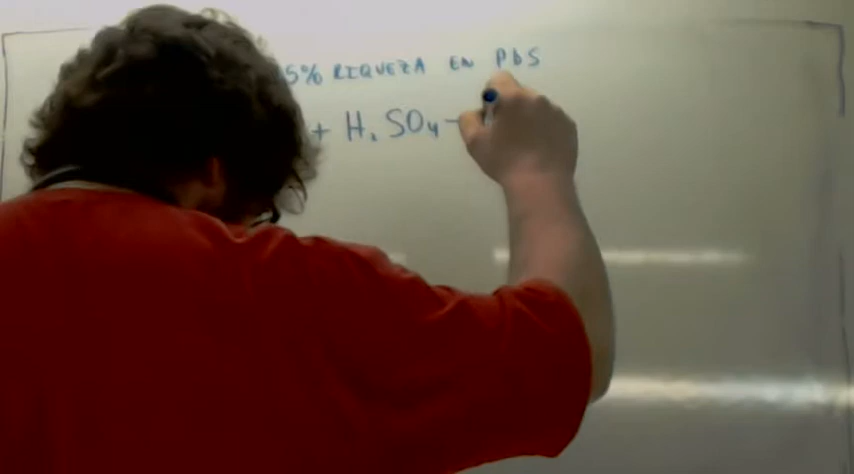 5% RIQUEZA EN PbS
+ H₂SO₄ -